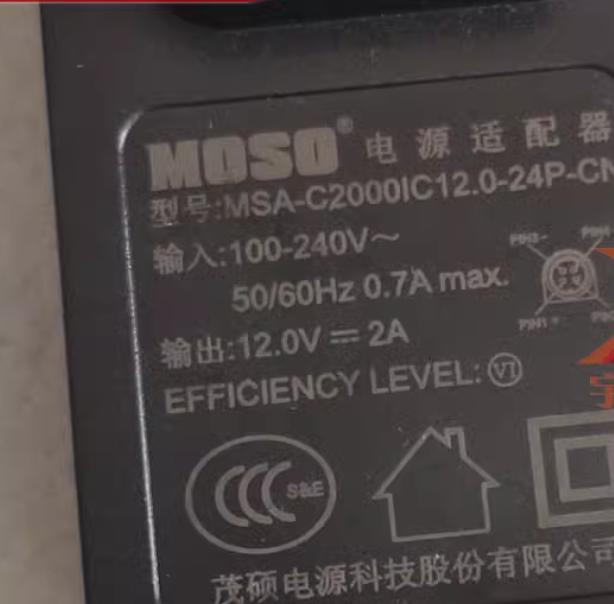 MOSO® 电源适配器
型号:MSA-C2000IC12.0-24P-CN
输入:100-240V～
50/60Hz 0.7A max.
输出:12.0V⎓2A
EFFICIENCY LEVEL:Ⅵ
PIN3 -
PIN1 +
S&E
茂硕电源科技股份有限公司